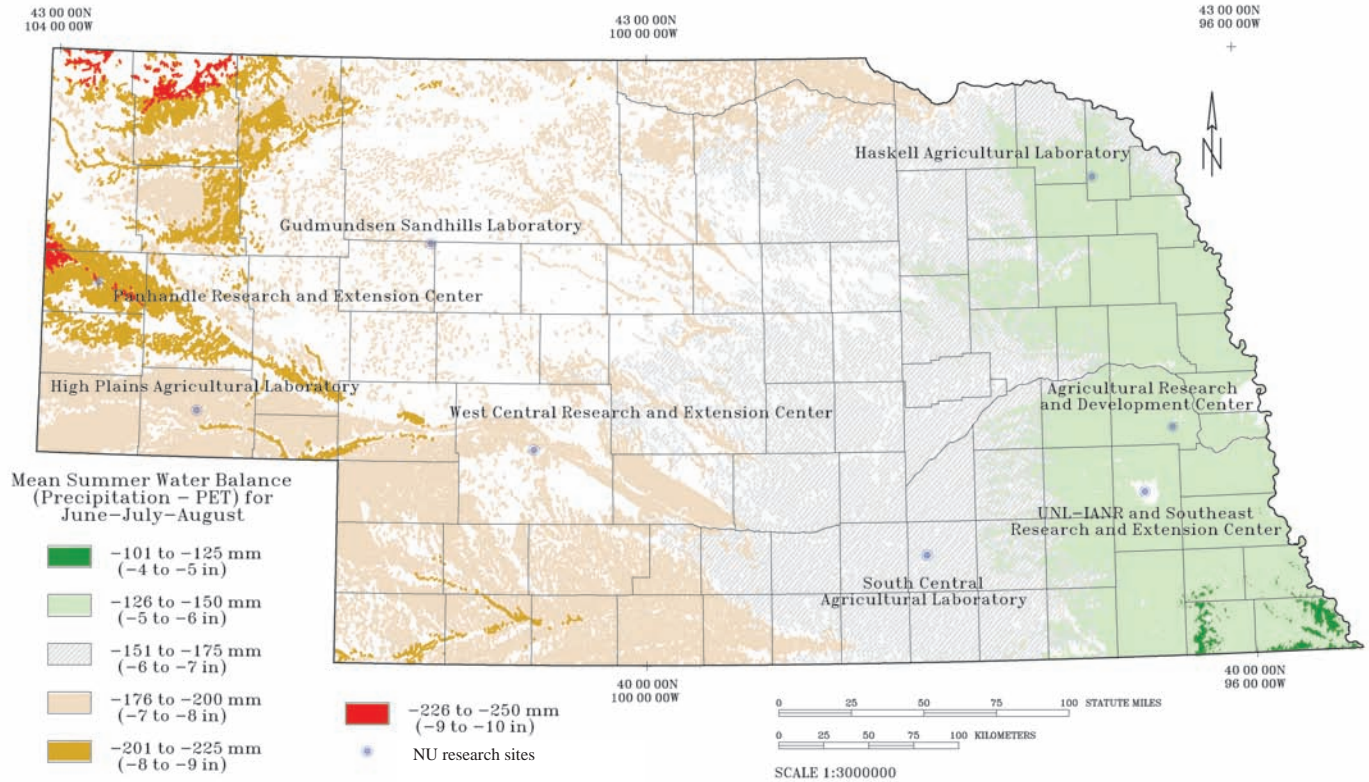 43 00 00N
104 00 00W
43 00 00N
100 00 00W
43 00 00N
96 00 00W
N
Haskell Agricultural Laboratory
Gudmundsen Sandhills Laboratory
Panhandle Research and Extension Center
High Plains Agricultural Laboratory
West Central Research and Extension Center
Agricultural Research
and Development Center
UNL-IANR and Southeast
Research and Extension Center
South Central
Agricultural Laboratory
Mean Summer Water Balance
(Precipitation - PET) for
June-July-August
-101 to -125 mm
(-4 to -5 in)
-126 to -150 mm
(-5 to -6 in)
-151 to -175 mm
(-6 to -7 in)
-176 to -200 mm
(-7 to -8 in)
-201 to -225 mm
(-8 to -9 in)
-226 to -250 mm
(-9 to -10 in)
NU research sites
40 00 00N
100 00 00W
40 00 00N
96 00 00W
0 25 50 75 100 STATUTE MILES
0 25 50 75 100 KILOMETERS
SCALE 1:3000000